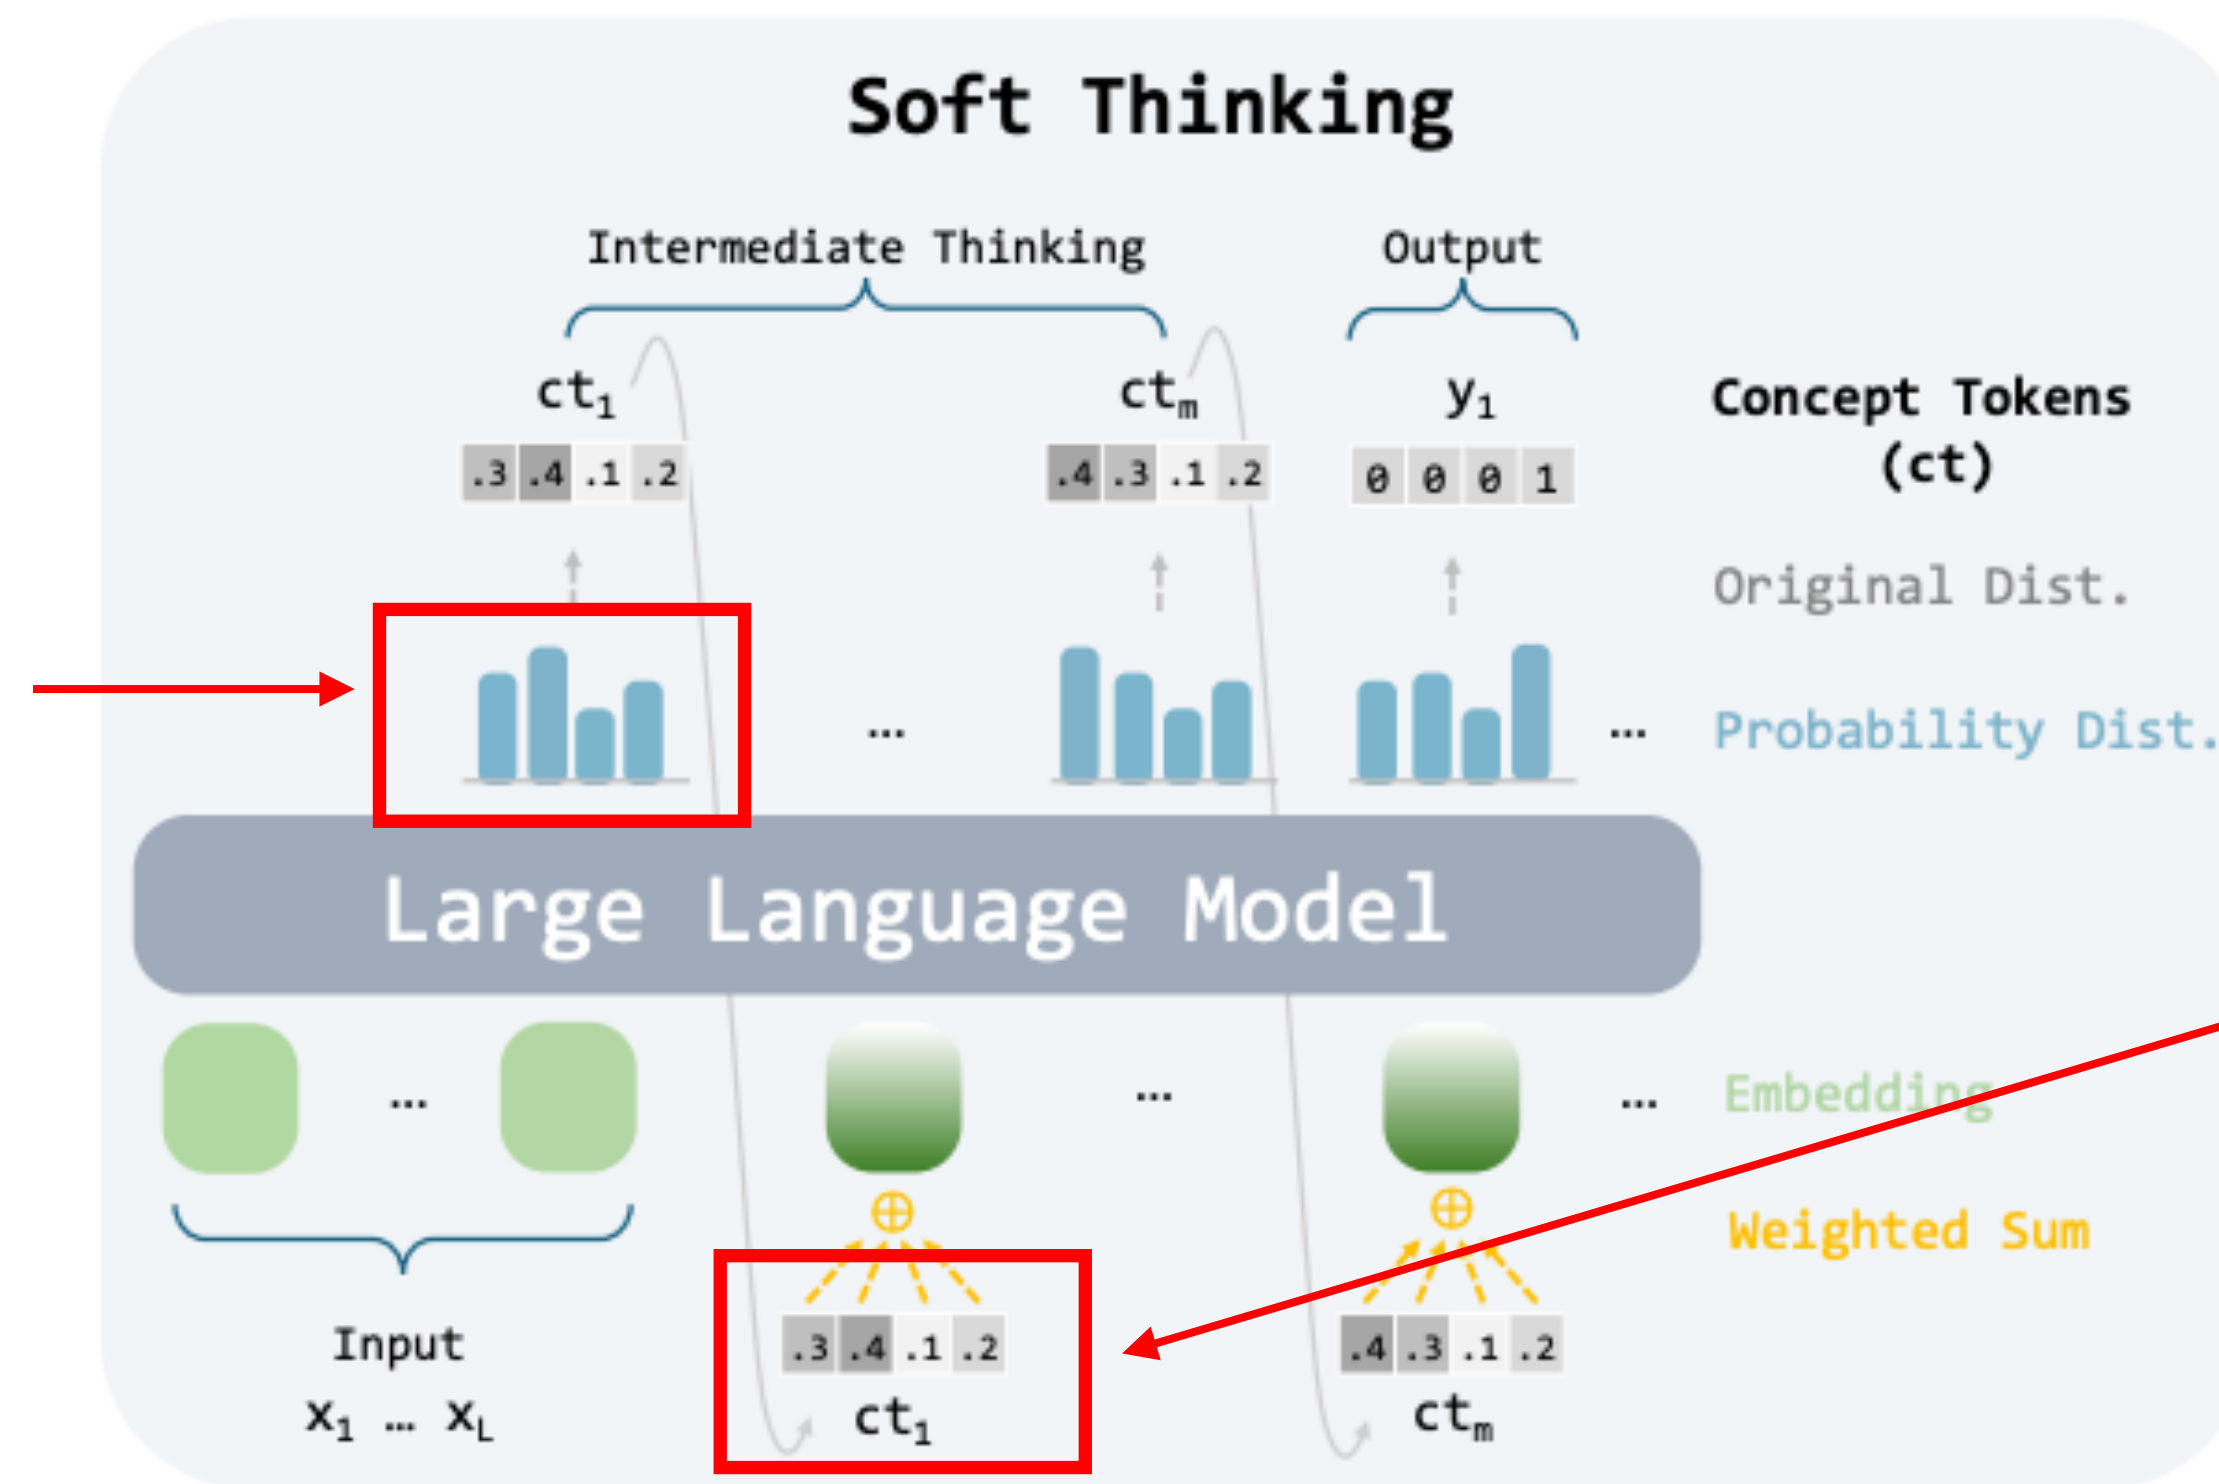 Soft Thinking
Intermediate Thinking
Output
ct₁
ctₘ
y₁
Concept Tokens
(ct)
.3 .4 .1 .2
.4 .3 .1 .2
0 0 0 1
Original Dist.
...
...
Probability Dist.
Large Language Model
...
...
...
Embedding
Weighted Sum
Input
x₁ … x_L
.3 .4 .1 .2
ct₁
.4 .3 .1 .2
ctₘ